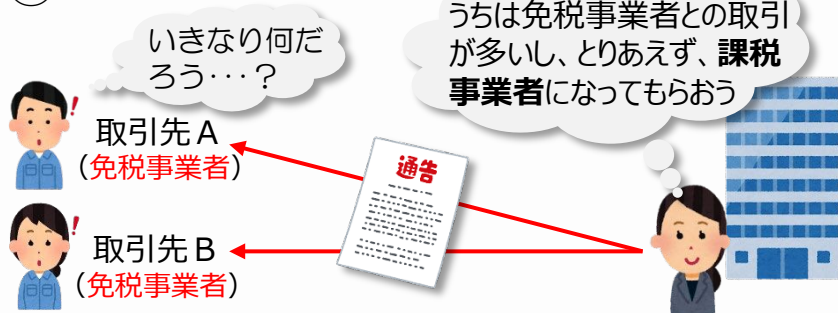 いきなり何だ
ろう・・・？
うちは免税事業者との取引
が多いし、とりあえず、課税
事業者になってもらおう
取引先Ａ
（免税事業者）
通告
取引先Ｂ
（免税事業者）